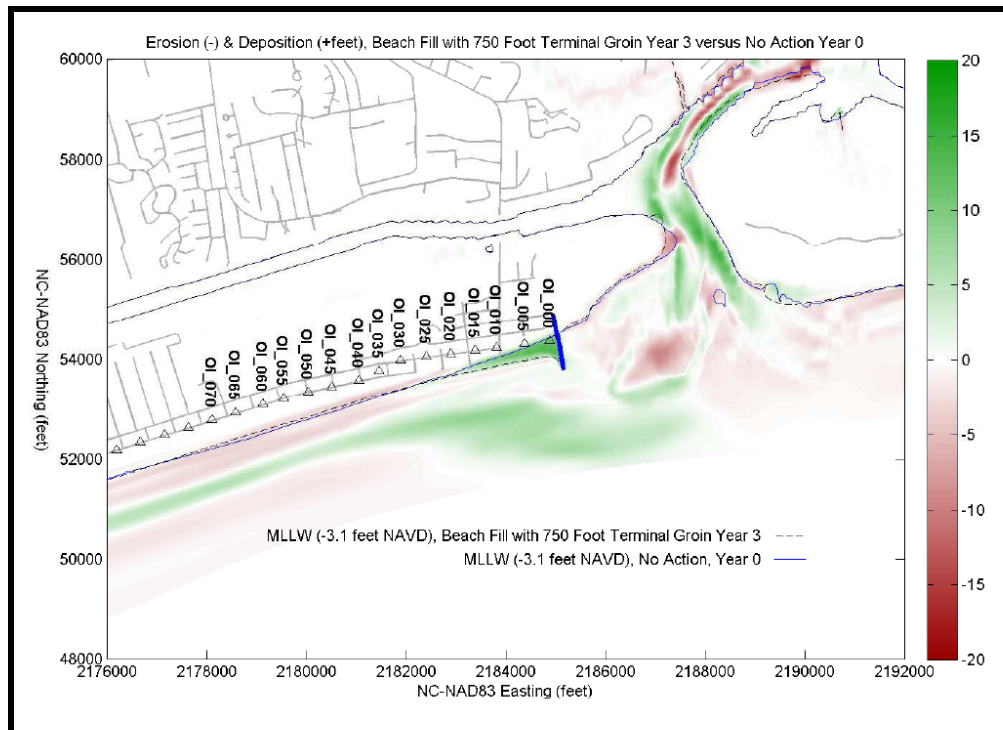 Erosion (-) & Deposition (+feet), Beach Fill with 750 Foot Terminal Groin Year 3 versus No Action Year 0
60000
58000
56000
54000
52000
50000
48000
NC-NAD83 Northing (feet)
OI_070
OI_065
OI_060
OI_055
OI_050
OI_045
OI_040
OI_035
OI_030
OI_025
OI_020
OI_015
OI_010
OI_005
OI_000
MLLW (-3.1 feet NAVD), Beach Fill with 750 Foot Terminal Groin Year 3
MLLW (-3.1 feet NAVD), No Action, Year 0
2176000
2178000
2180000
2182000
2184000
2186000
2188000
2190000
2192000
NC-NAD83 Easting (feet)
20
15
10
5
0
-5
-10
-15
-20